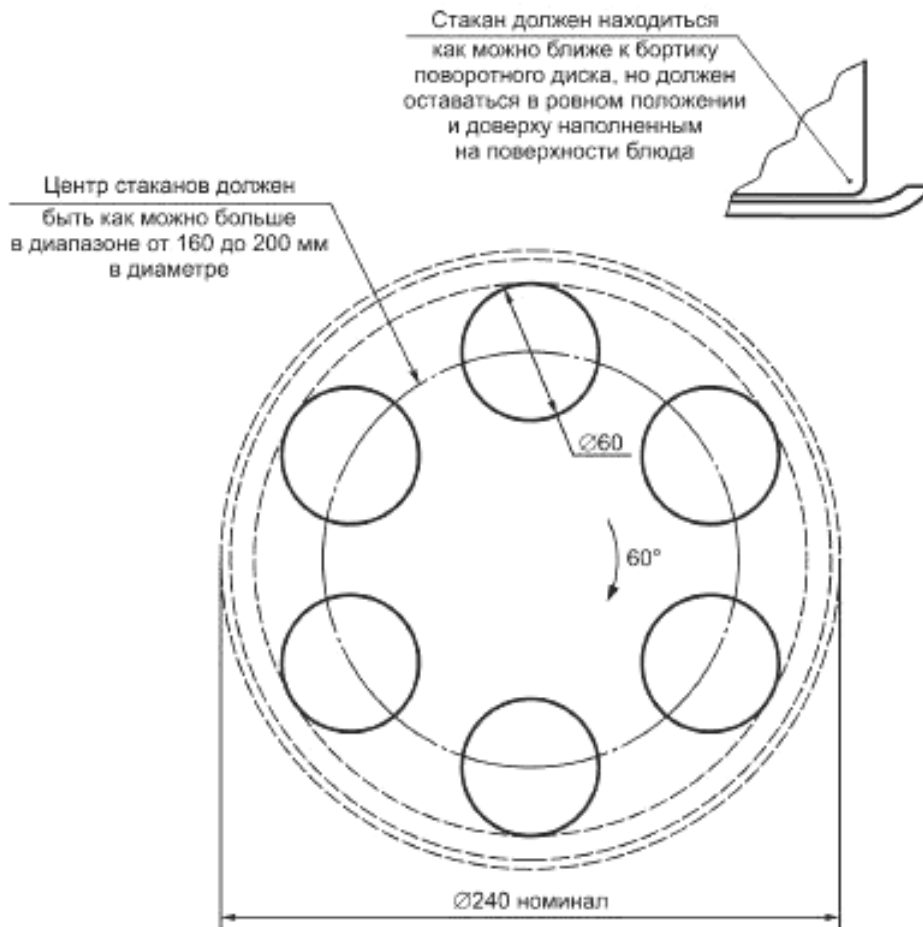 Стакан должен находиться
как можно ближе к бортику
поворотного диска, но должен
оставаться в ровном положении
и доверху наполненным
на поверхности блюда
Центр стаканов должен
быть как можно больше
в диапазоне от 160 до 200 мм
в диаметре
∅60
60°
∅240 номинал